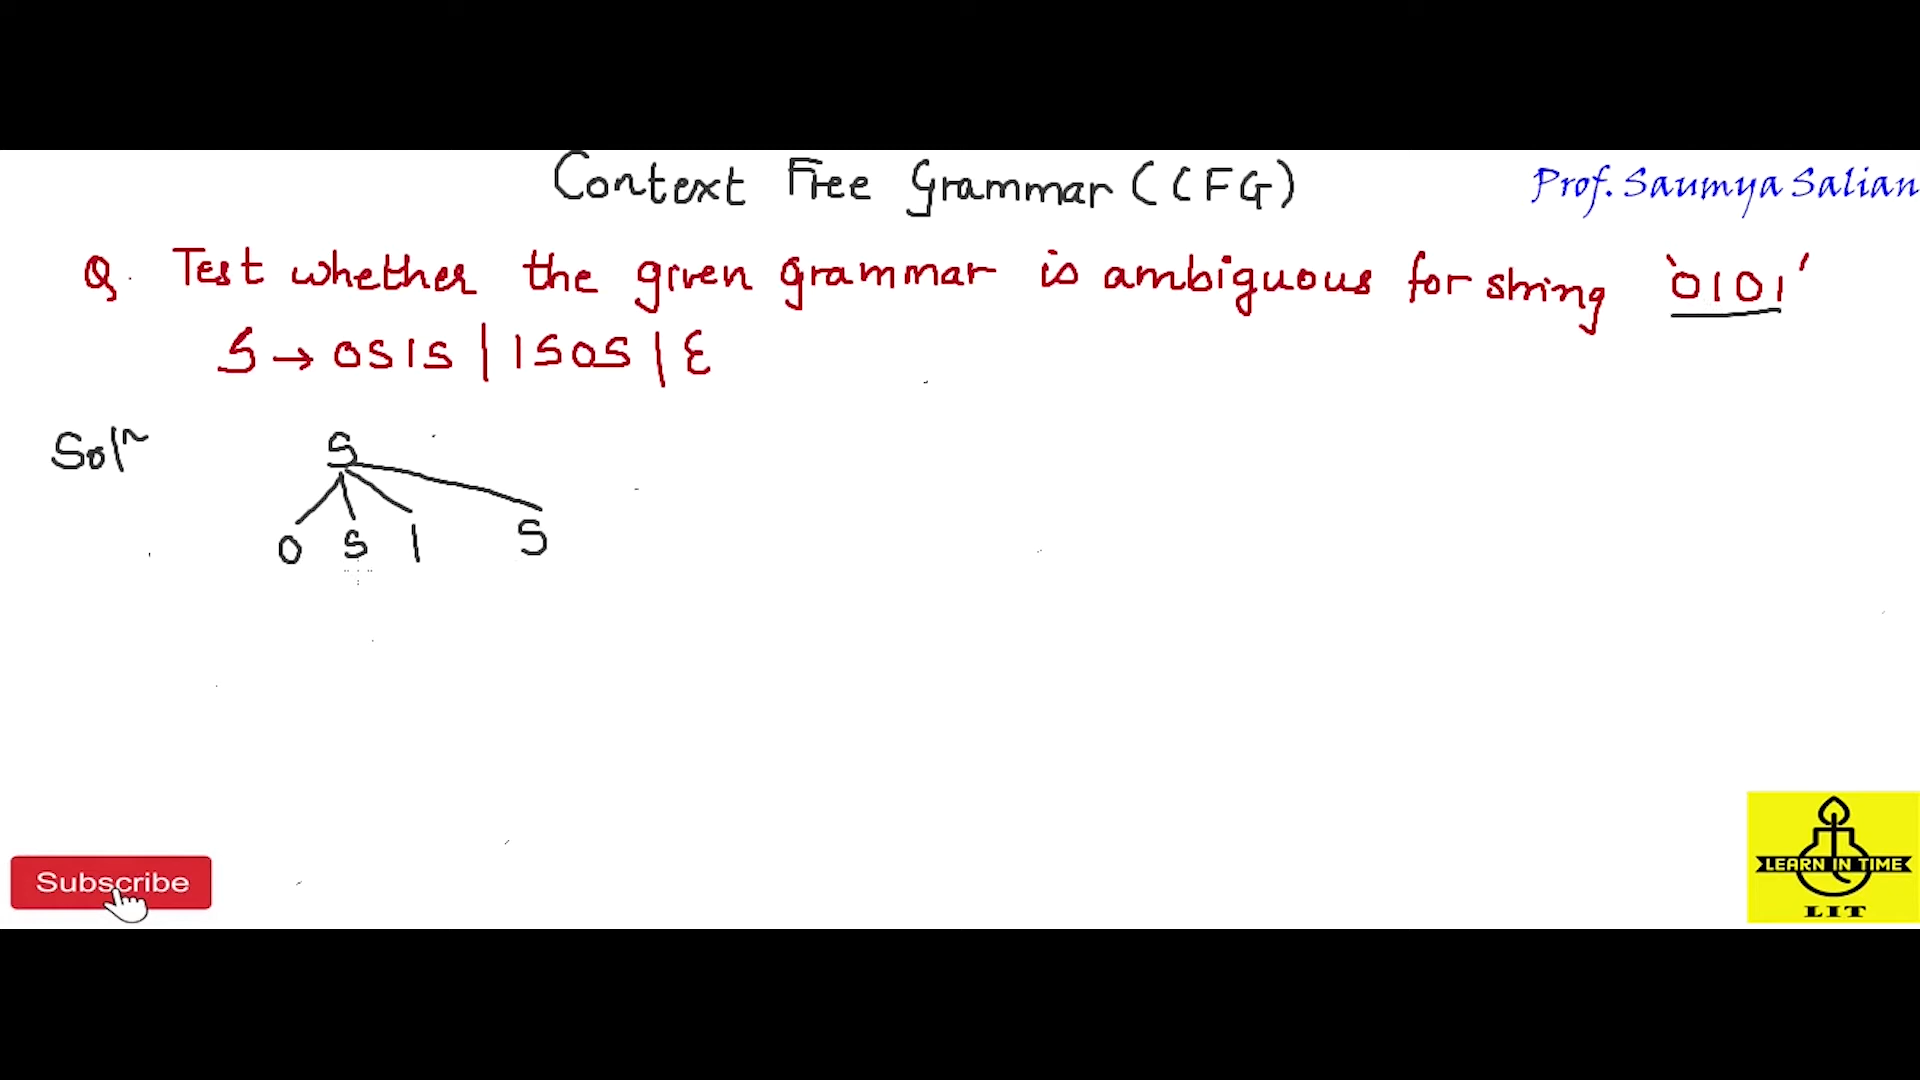 Context Free Grammar (CFG)
Prof. Saumya Salian
Q. Test whether the given grammar is ambiguous for string '0101'
S → 0S1S | 1S0S | ε
Solⁿ
S
0 S 1 S
Subscribe
LEARN IN TIME
LIT